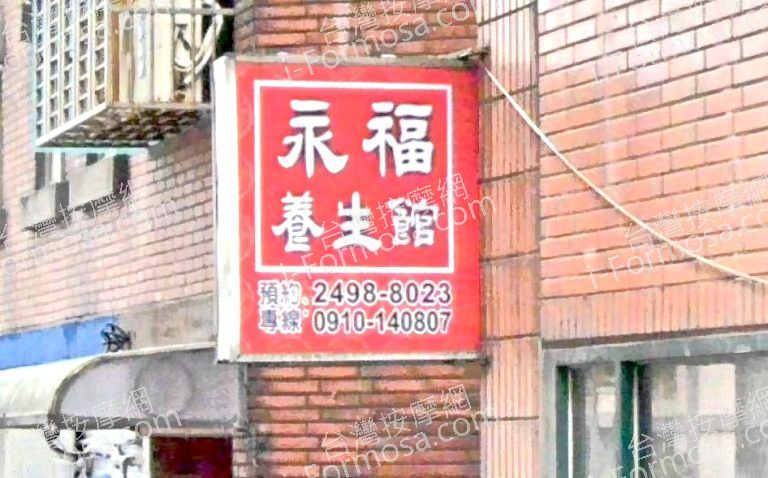 永福
養生館
預約 2498-8023
專線 0910-140807
台灣按摩網
i-Formosa.com